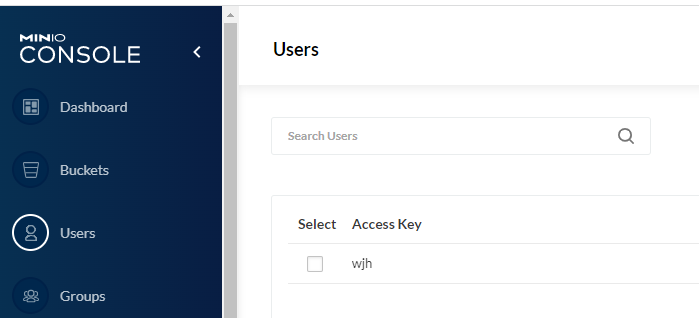 MINIO
CONSOLE
Dashboard
Buckets
Users
Groups
Users
Search Users
Select Access Key
wjh